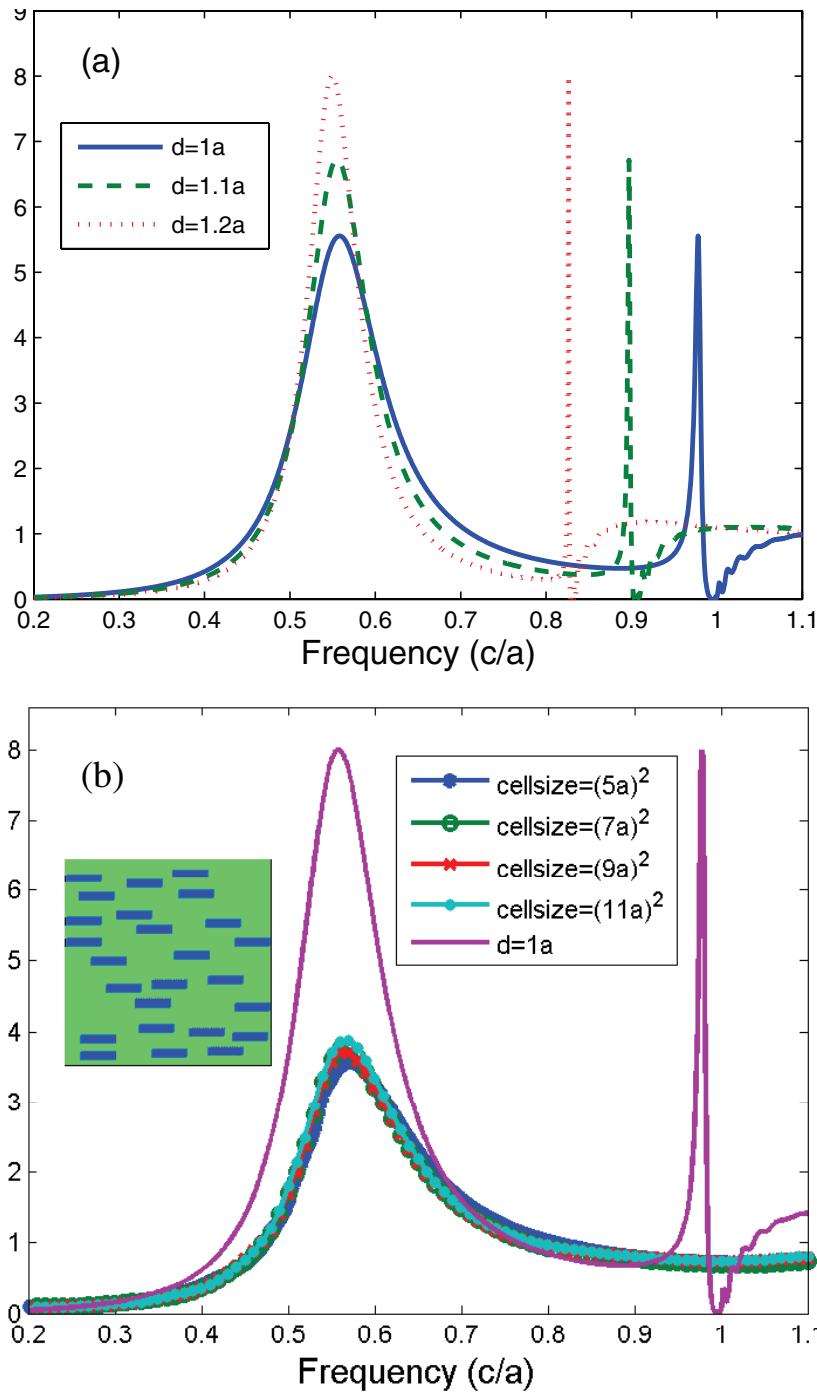 9
(a)
8
7
6
5
4
3
2
1
0
d=1a
d=1.1a
d=1.2a
0.2 0.3 0.4 0.5 0.6 0.7 0.8 0.9 1 1.1
Frequency (c/a)
(b)
8
7
6
5
4
3
2
1
0
cellsize=(5a)²
cellsize=(7a)²
cellsize=(9a)²
cellsize=(11a)²
d=1a
0.2 0.3 0.4 0.5 0.6 0.7 0.8 0.9 1 1.1
Frequency (c/a)